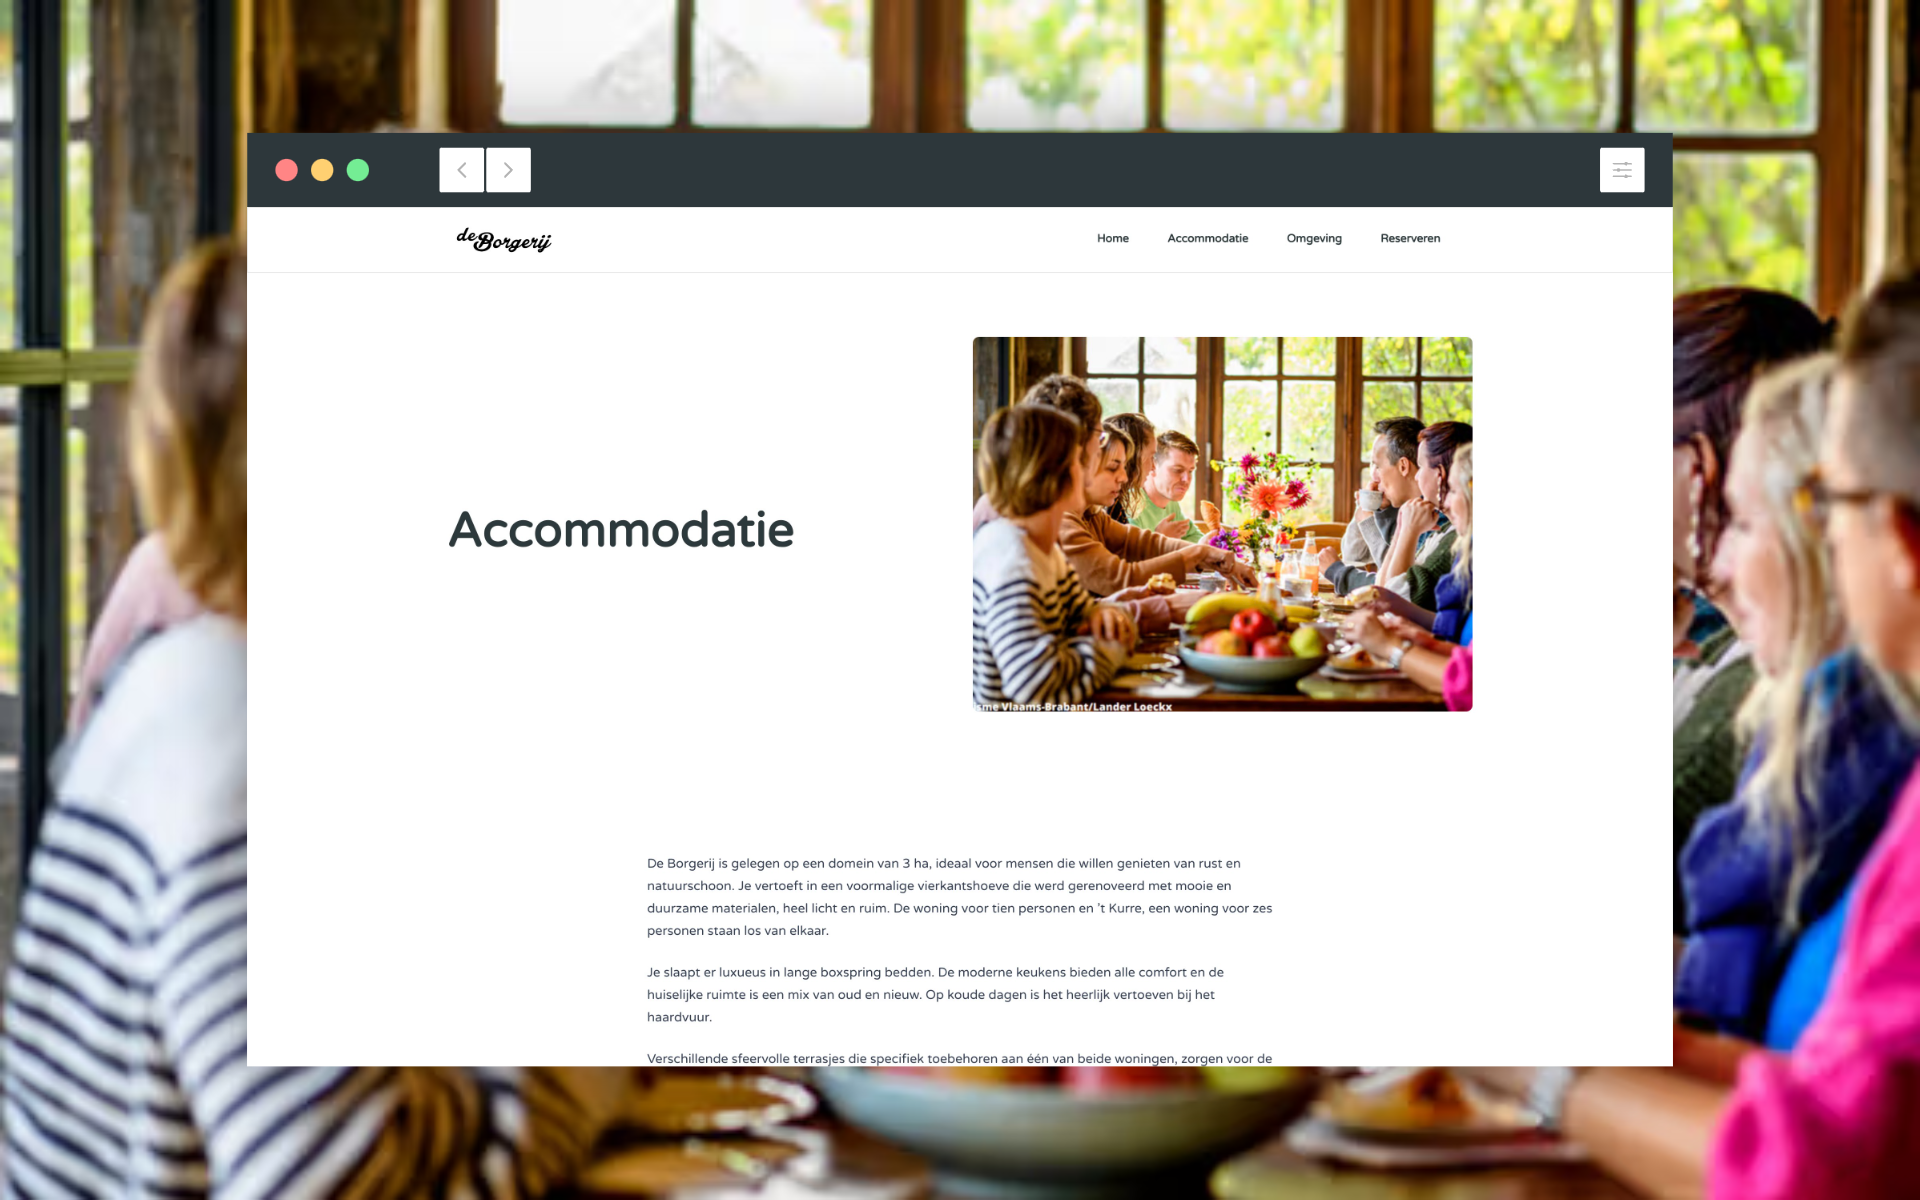 de Borgerij
Home Accommodatie Omgeving Reserveren
Accommodatie
sme Vlaams-Brabant/Lander Loeckx
De Borgerij is gelegen op een domein van 3 ha, ideaal voor mensen die willen genieten van rust en
natuurschoon. Je vertoeft in een voormalige vierkantshoeve die werd gerenoveerd met mooie en
duurzame materialen, heel licht en ruim. De woning voor tien personen en 't Kurre, een woning voor zes
personen staan los van elkaar.
Je slaapt er luxueus in lange boxspring bedden. De moderne keukens bieden alle comfort en de
huiselijke ruimte is een mix van oud en nieuw. Op koude dagen is het heerlijk vertoeven bij het
haardvuur.
Verschillende sfeervolle terrasjes die specifiek toebehoren aan één van beide woningen, zorgen voor de